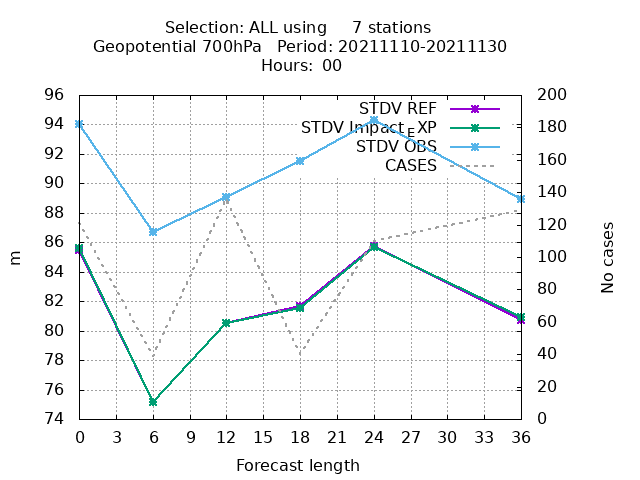 Selection: ALL using     7 stations
Geopotential 700hPa   Period: 20211110-20211130
Hours: 00
96
94
92
90
88
86
84
82
80
78
76
74
200
180
160
140
120
100
80
60
40
20
0
STDV REF
STDV Impact_EXP
STDV OBS
CASES
m
No cases
0 3 6 9 12 15 18 21 24 27 30 33 36
Forecast length